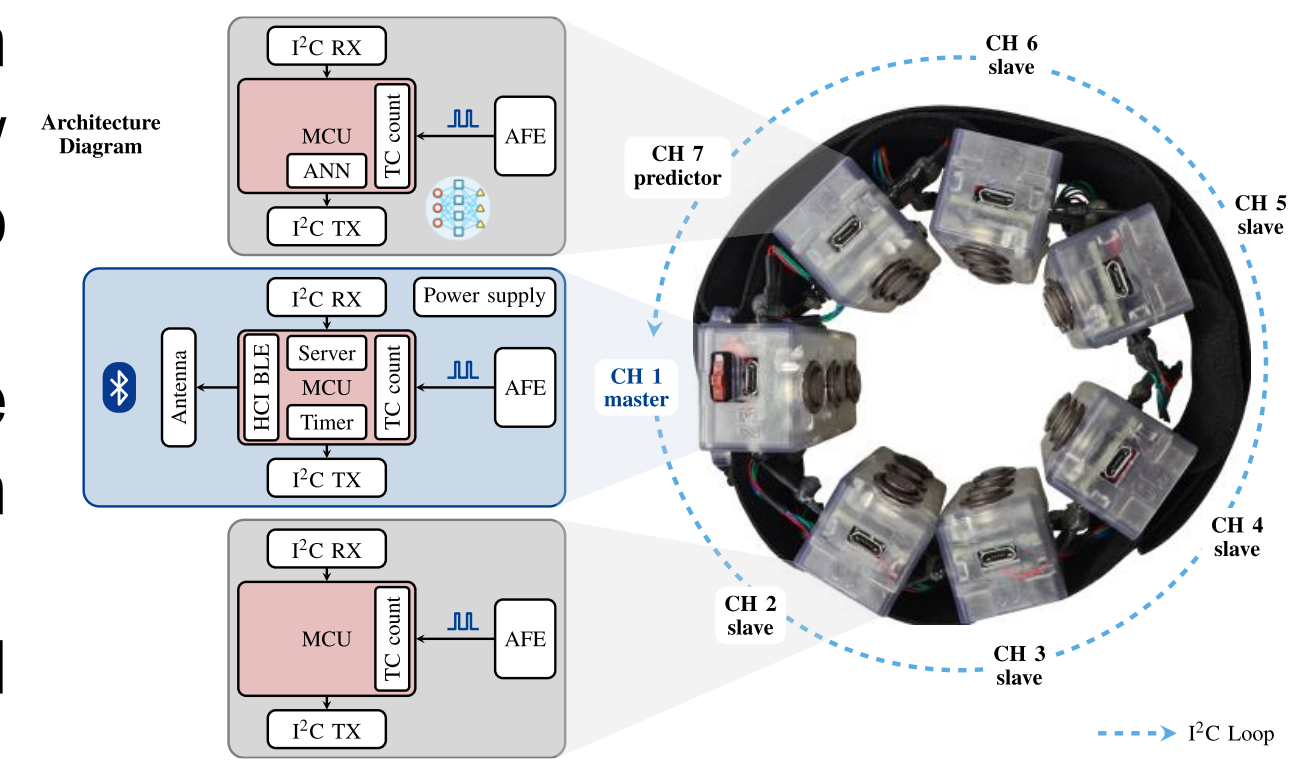 Architecture
Diagram
I²C RX
MCU
ANN
TC count
AFE
I²C TX
I²C RX
Power supply
Antenna
HCI BLE
Server
MCU
Timer
TC count
AFE
I²C TX
I²C RX
MCU
TC count
AFE
I²C TX
CH 6
slave
CH 7
predictor
CH 5
slave
CH 1
master
CH 4
slave
CH 2
slave
CH 3
slave
I²C Loop